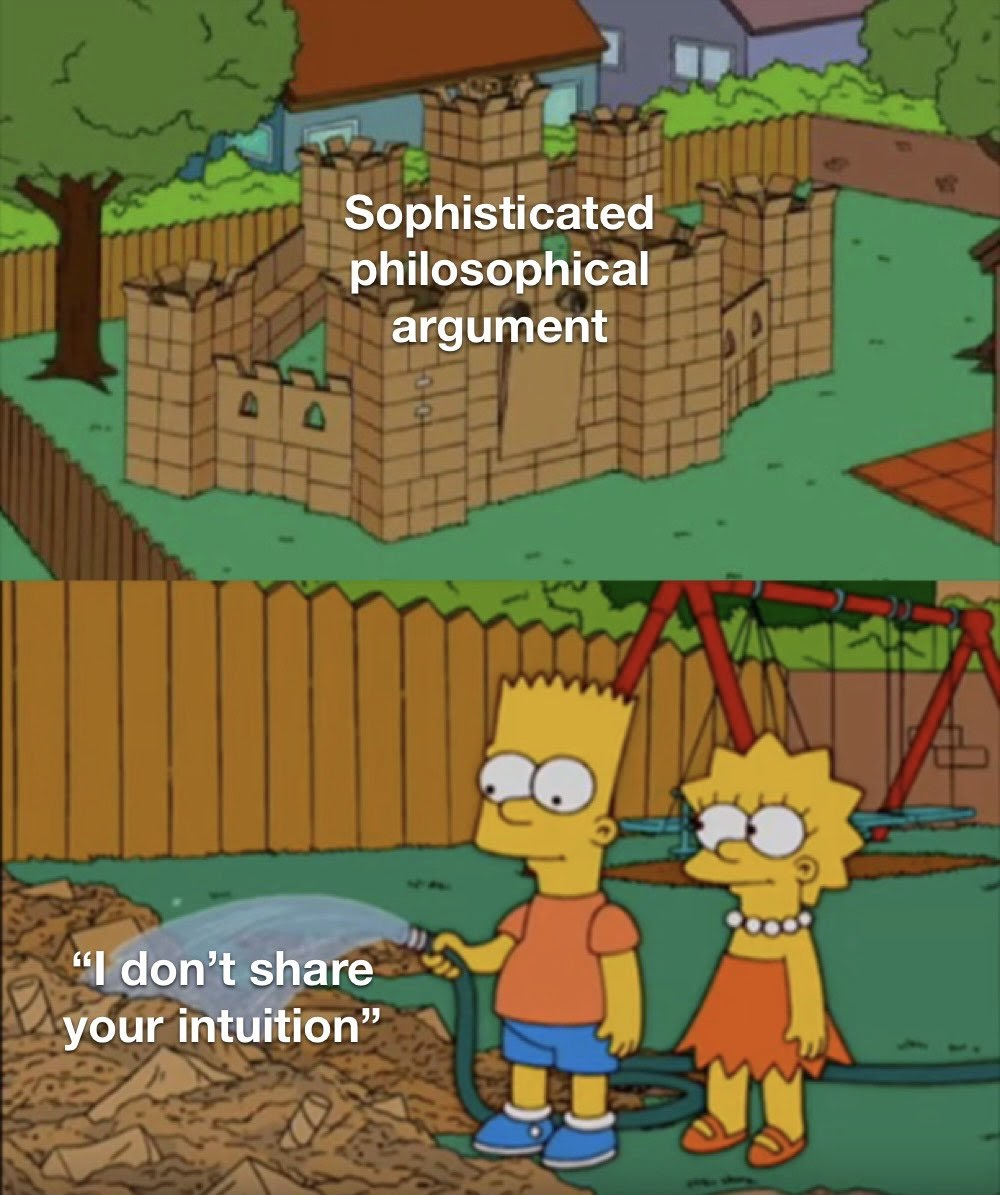 Sophisticated
philosophical
argument
“I don’t share
your intuition”